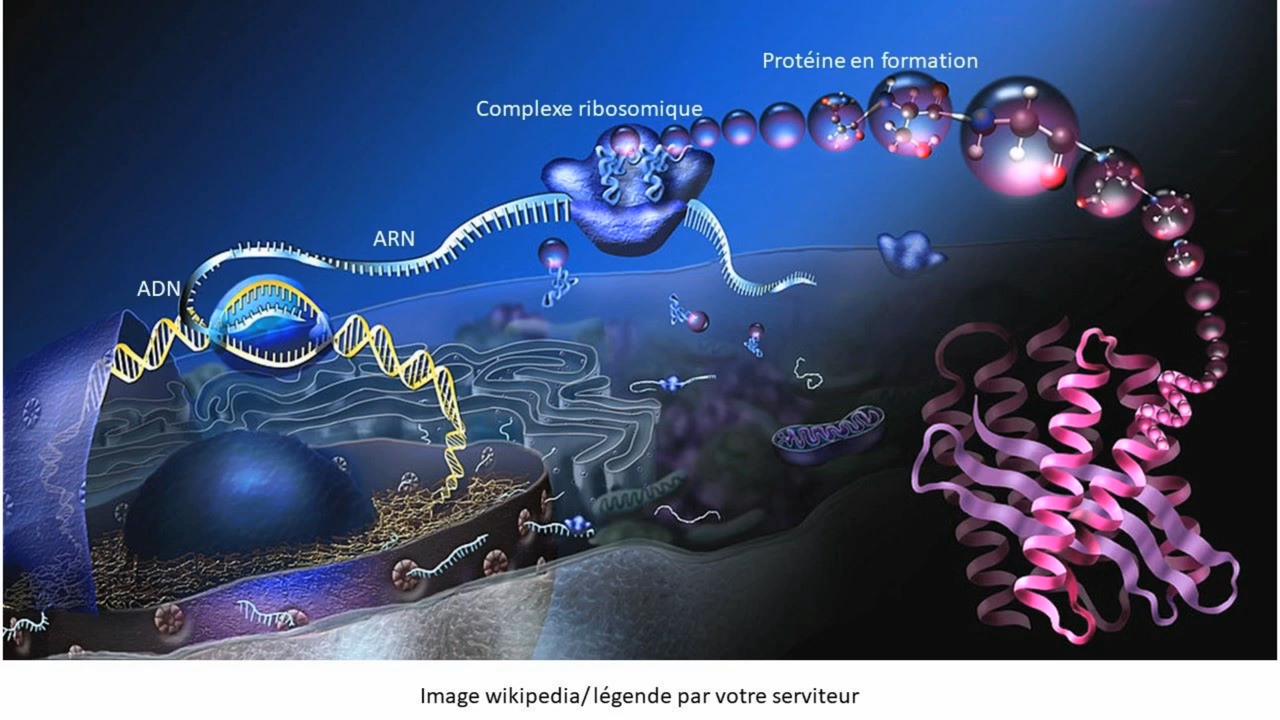 Protéine en formation
Complexe ribosomique
ARN
ADN
Image wikipedia/légende par votre serviteur